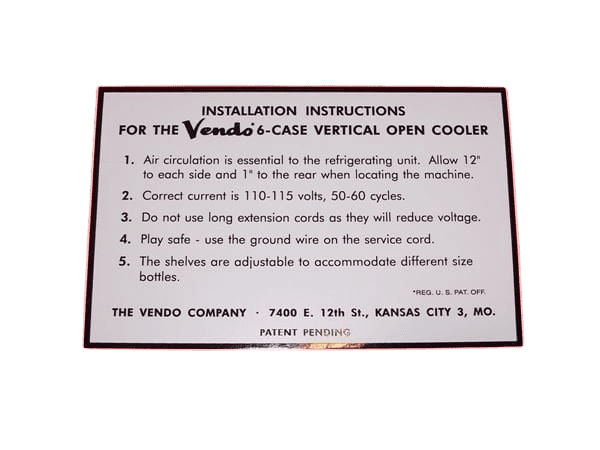 INSTALLATION INSTRUCTIONS
FOR THE Vendo* 6-CASE VERTICAL OPEN COOLER
1. Air circulation is essential to the refrigerating unit. Allow 12"
to each side and 1" to the rear when locating the machine.
2. Correct current is 110-115 volts, 50-60 cycles.
3. Do not use long extension cords as they will reduce voltage.
4. Play safe - use the ground wire on the service cord.
5. The shelves are adjustable to accommodate different size
bottles.
*REG. U. S. PAT. OFF.
THE VENDO COMPANY · 7400 E. 12th St., KANSAS CITY 3, MO.
PATENT PENDING